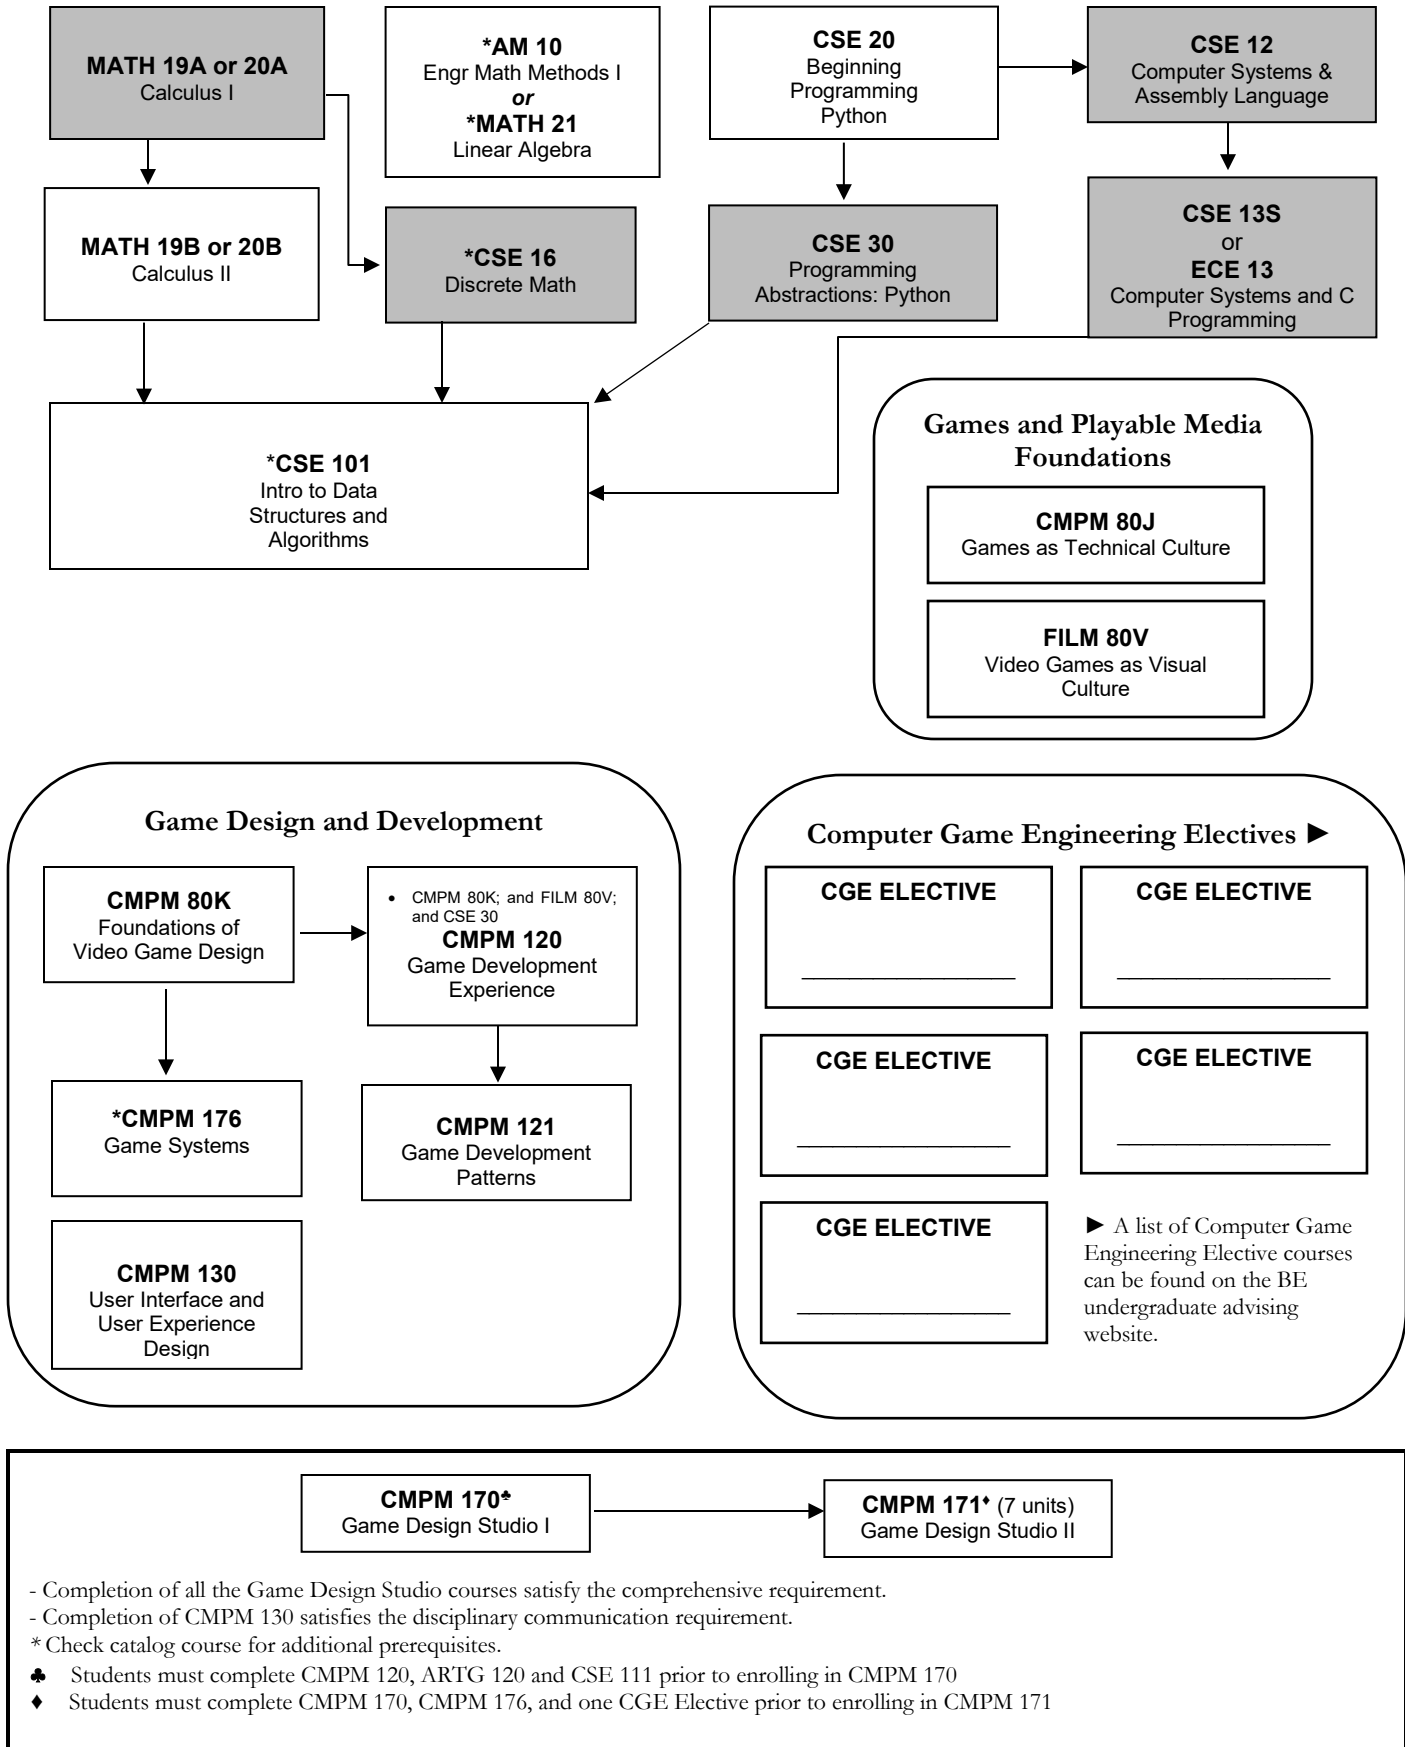 MATH 19A or 20A
Calculus I
*AM 10
Engr Math Methods I
or
*MATH 21
Linear Algebra
CSE 20
Beginning
Programming
Python
CSE 12
Computer Systems &
Assembly Language
MATH 19B or 20B
Calculus II
*CSE 16
Discrete Math
CSE 30
Programming
Abstractions: Python
CSE 13S
or
ECE 13
Computer Systems and C
Programming
*CSE 101
Intro to Data
Structures and
Algorithms
Games and Playable Media
Foundations
CMPM 80J
Games as Technical Culture
FILM 80V
Video Games as Visual
Culture
Game Design and Development
CMPM 80K
Foundations of
Video Game Design
• CMPM 80K; and FILM 80V;
and CSE 30
CMPM 120
Game Development
Experience
*CMPM 176
Game Systems
CMPM 121
Game Development
Patterns
CMPM 130
User Interface and
User Experience
Design
Computer Game Engineering Electives ►
CGE ELECTIVE
CGE ELECTIVE
CGE ELECTIVE
CGE ELECTIVE
CGE ELECTIVE
► A list of Computer Game
Engineering Elective courses
can be found on the BE
undergraduate advising
website.
CMPM 170♣
Game Design Studio I
CMPM 171♦ (7 units)
Game Design Studio II
- Completion of all the Game Design Studio courses satisfy the comprehensive requirement.
- Completion of CMPM 130 satisfies the disciplinary communication requirement.
* Check catalog course for additional prerequisites.
♣ Students must complete CMPM 120, ARTG 120 and CSE 111 prior to enrolling in CMPM 170
♦ Students must complete CMPM 170, CMPM 176, and one CGE Elective prior to enrolling in CMPM 171